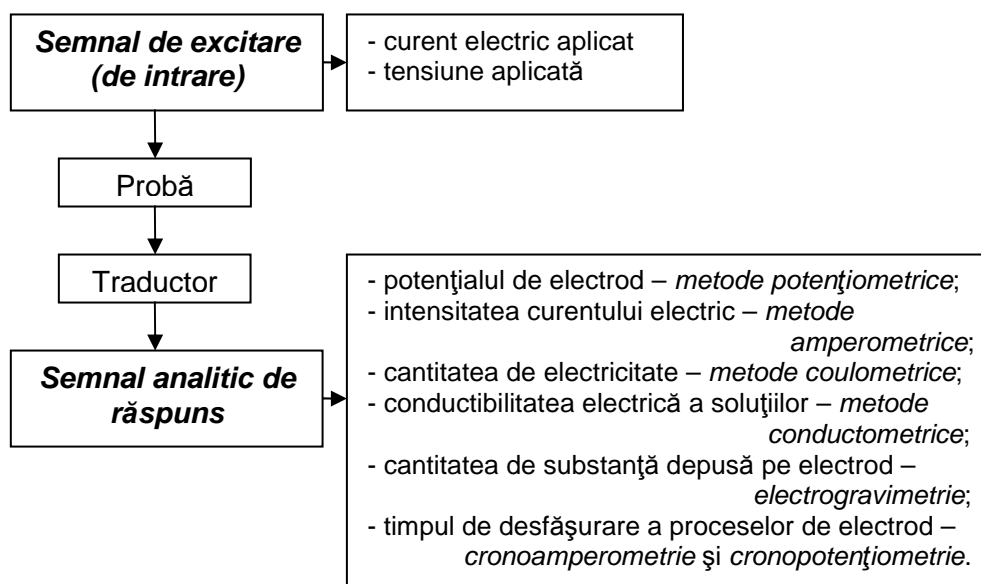 Semnal de excitare
(de intrare)
- curent electric aplicat
- tensiune aplicată
Probă
Traductor
Semnal analitic de
răspuns
- potenţialul de electrod – metode potenţiometrice;
- intensitatea curentului electric – metode
amperometrice;
- cantitatea de electricitate – metode coulometrice;
- conductibilitatea electrică a soluţiilor – metode
conductometrice;
- cantitatea de substanţă depusă pe electrod –
electrogravimetrie;
- timpul de desfăşurare a proceselor de electrod –
cronoamperometrie şi cronopotenţiometrie.